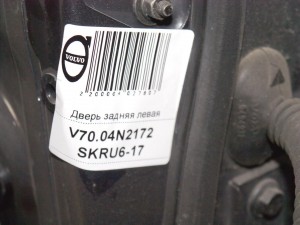 VOLVO
Дверь задняя левая
V70.04N2172
SKRU6-17